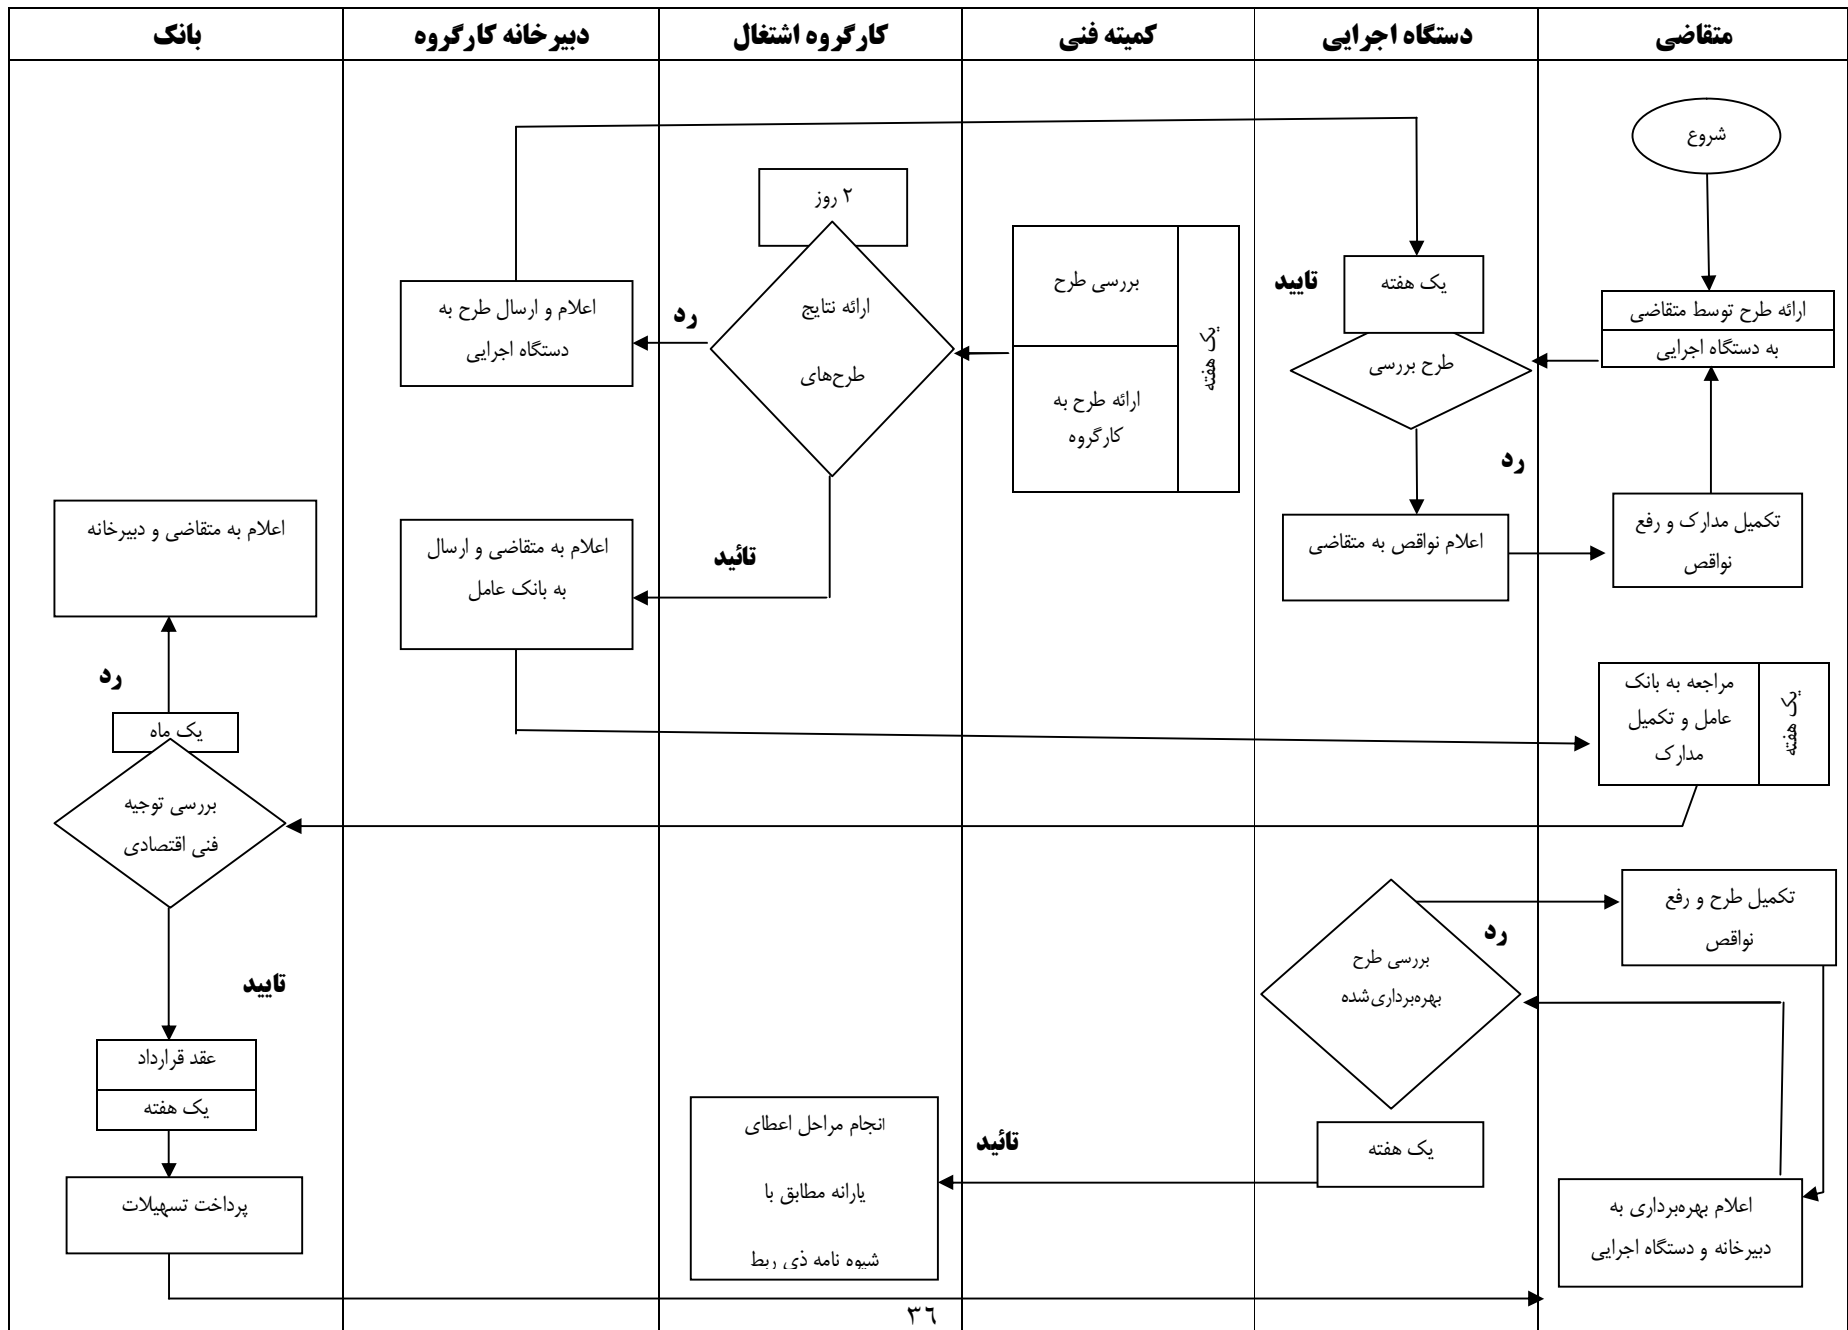 متقاضی
دستگاه اجرایی
کمیته فنی
کارگروه اشتغال
دبیرخانه کارگروه
بانک
شروع
ارائه طرح توسط متقاضی
به دستگاه اجرایی
تکمیل مدارک و رفع
نواقص
مراجعه به بانک
عامل و تکمیل
مدارک
یک هفته
تکمیل طرح و رفع
نواقص
اعلام بهره‌برداری به
دبیرخانه و دستگاه اجرایی
تایید
یک هفته
طرح بررسی
رد
اعلام نواقص به متقاضی
رد
بررسی طرح
بهره‌برداری‌شده
یک هفته
یک هفته
بررسی طرح
ارائه طرح به
کارگروه
تائید
۲ روز
ارائه نتایج
طرح‌های
رد
تائید
انجام مراحل اعطای
یارانه مطابق با
شیوه نامه ذی ربط
اعلام و ارسال طرح به
دستگاه اجرایی
اعلام به متقاضی و ارسال
به بانک عامل
اعلام به متقاضی و دبیرخانه
رد
یک ماه
بررسی توجیه
فنی اقتصادی
تایید
عقد قرارداد
یک هفته
پرداخت تسهیلات
۳۶